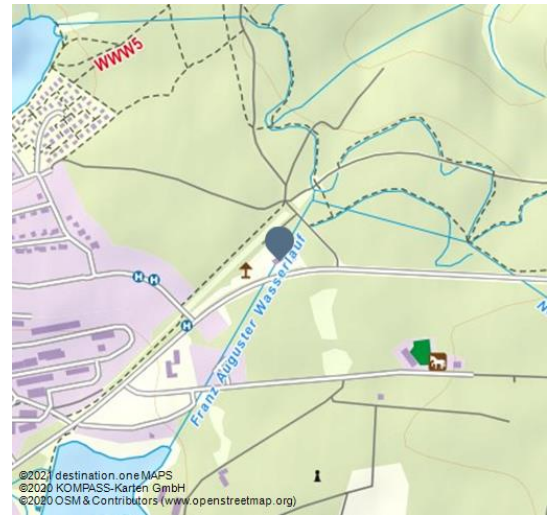 WWW5
Franz Auguster Wasserlauf
H
H
H
N
©2021 destination.one MAPS
©2020 KOMPASS-Karten GmbH
©2020 OSM & Contributors (www.openstreetmap.org)